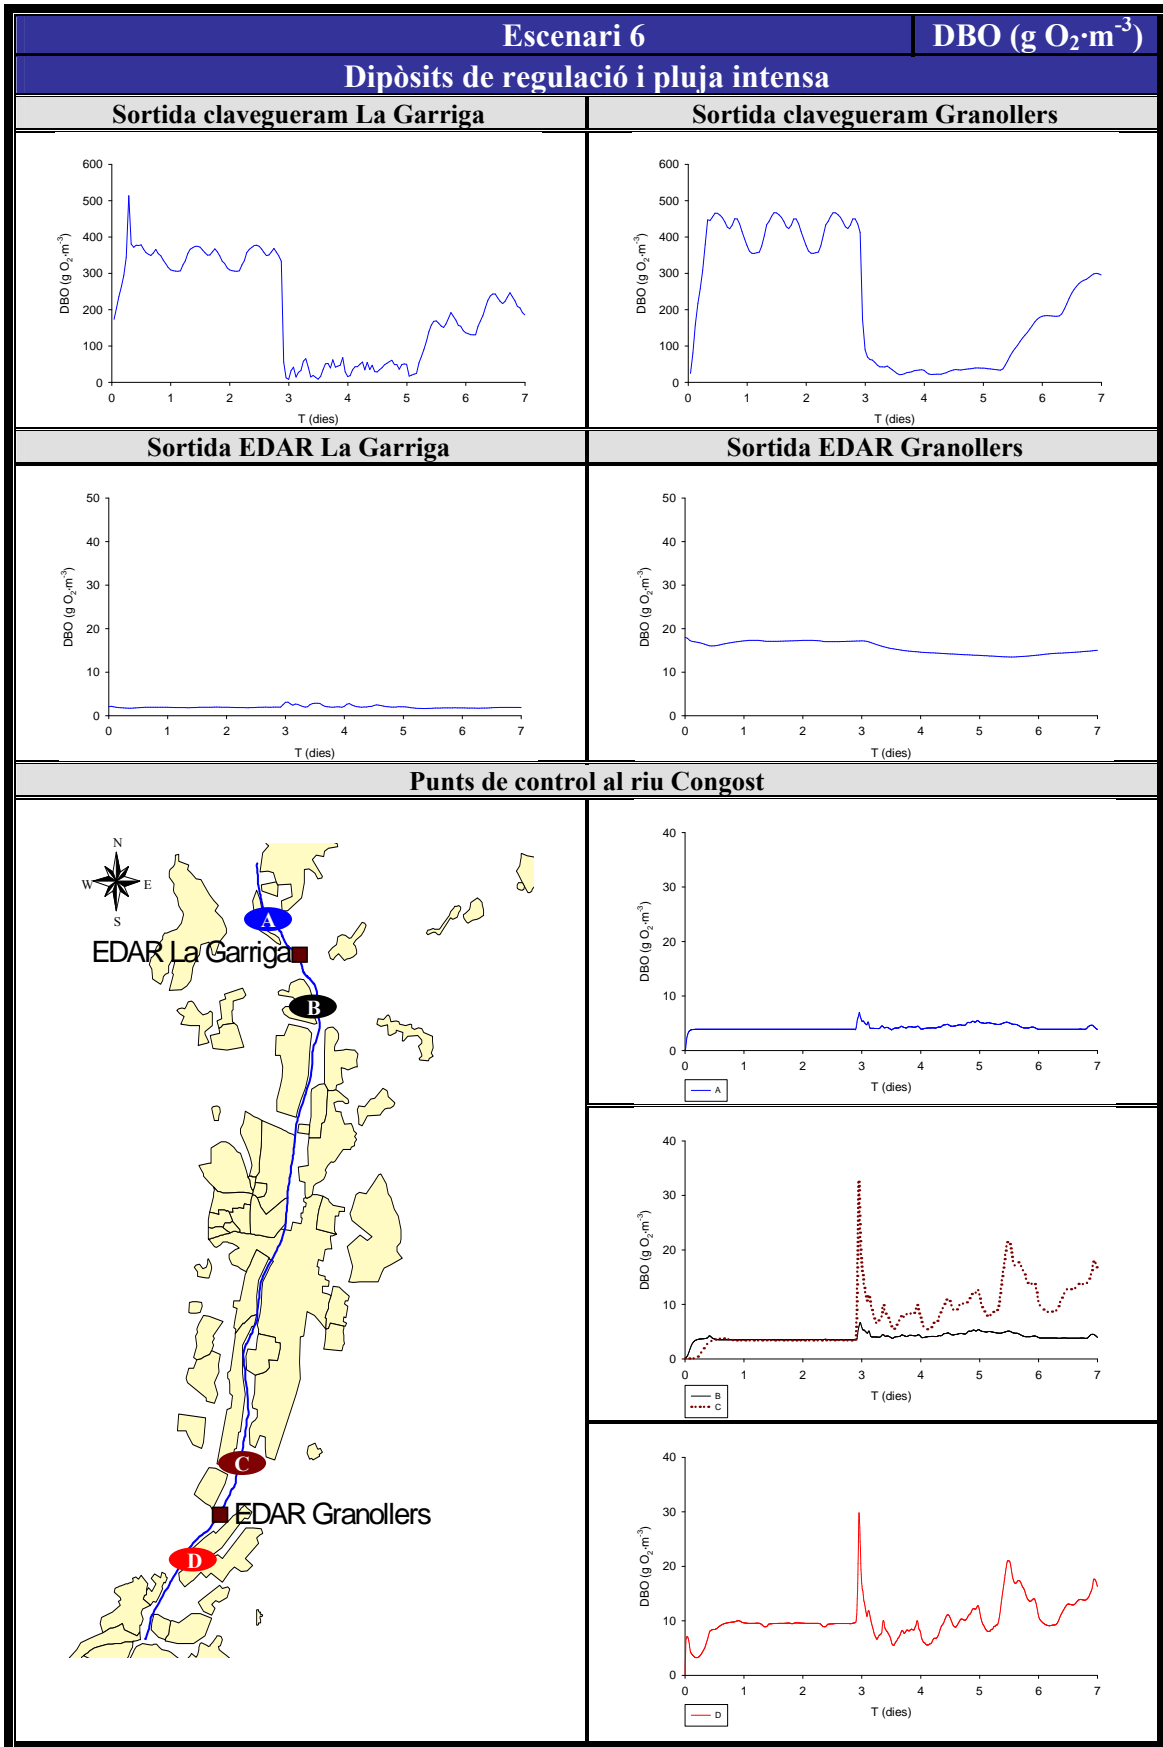 Escenari 6
DBO (g O₂·m⁻³)
Dipòsits de regulació i pluja intensa
Sortida clavegueram La Garriga
Sortida clavegueram Granollers
600
500
400
300
200
100
0
DBO (g O₂·m⁻³)
0 1 2 3 4 5 6 7
T (dies)
600
500
400
300
200
100
0
DBO (g O₂·m⁻³)
0 1 2 3 4 5 6 7
T (dies)
Sortida EDAR La Garriga
Sortida EDAR Granollers
50
40
30
20
10
0
DBO (g O₂·m⁻³)
0 1 2 3 4 5 6 7
T (dies)
50
40
30
20
10
0
DBO (g O₂·m⁻³)
0 1 2 3 4 5 6 7
T (dies)
Punts de control al riu Congost
N
W E
S
A
EDAR La Garriga
B
C
EDAR Granollers
D
40
30
20
10
0
DBO (g O₂·m⁻³)
0 1 2 3 4 5 6 7
T (dies)
A
40
30
20
10
0
DBO (g O₂·m⁻³)
0 1 2 3 4 5 6 7
T (dies)
B
C
40
30
20
10
0
DBO (g O₂·m⁻³)
0 1 2 3 4 5 6 7
T (dies)
D